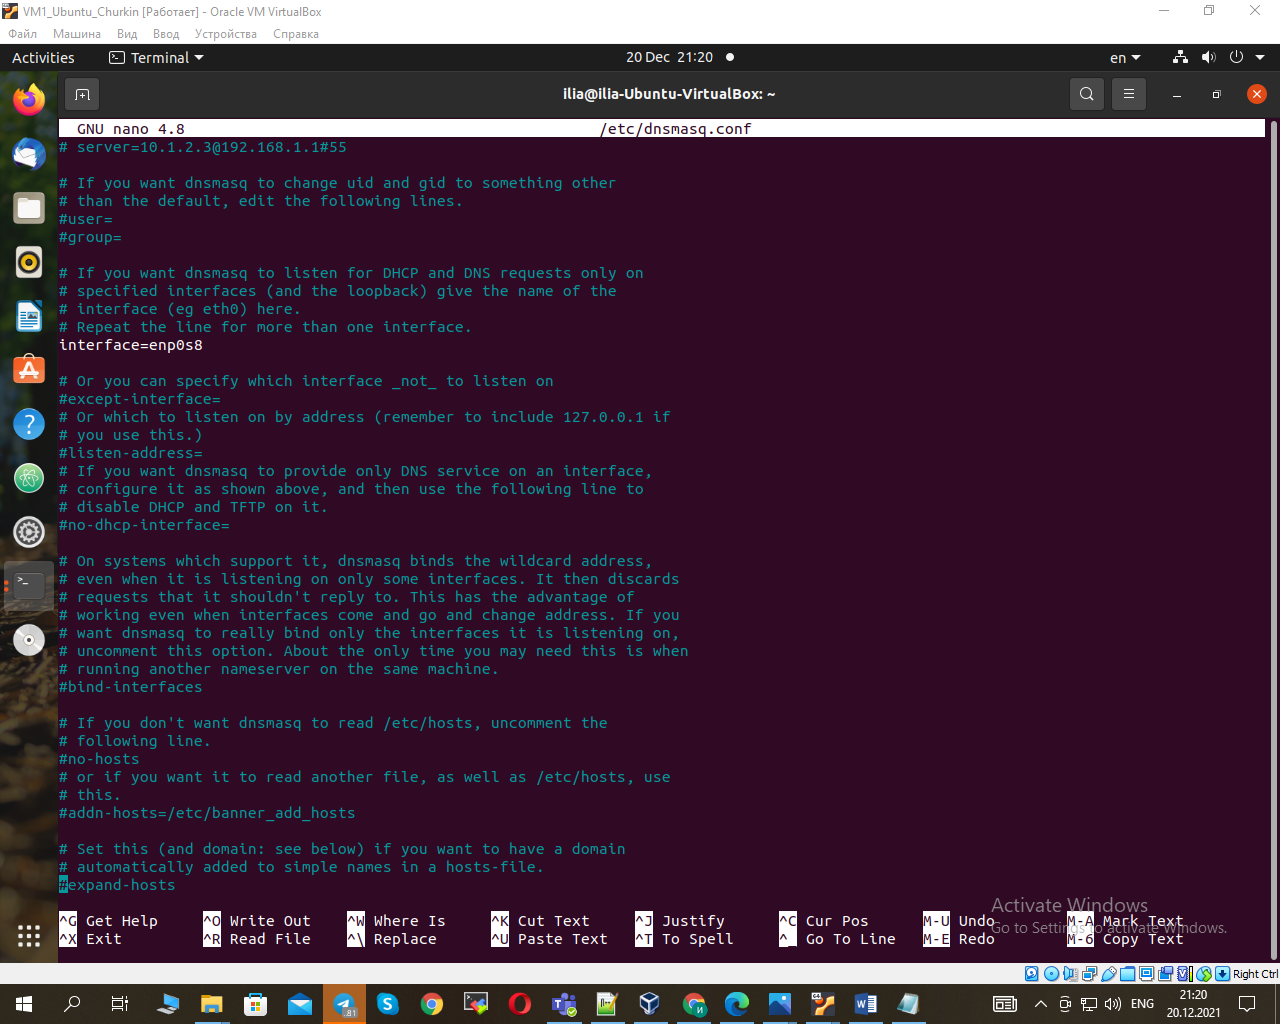 VM1_Ubuntu_Churkin [Работает] - Oracle VM VirtualBox
Файл Машина Вид Ввод Устройства Справка
Activities Terminal 20 Dec 21:20 en
ilia@ilia-Ubuntu-VirtualBox: ~
GNU nano 4.8 /etc/dnsmasq.conf
# server=10.1.2.3@192.168.1.1#55
# If you want dnsmasq to change uid and gid to something other
# than the default, edit the following lines.
#user=
#group=
# If you want dnsmasq to listen for DHCP and DNS requests only on
# specified interfaces (and the loopback) give the name of the
# interface (eg eth0) here.
# Repeat the line for more than one interface.
interface=enp0s8
# Or you can specify which interface _not_ to listen on
#except-interface=
# Or which to listen on by address (remember to include 127.0.0.1 if
# you use this.)
#listen-address=
# If you want dnsmasq to provide only DNS service on an interface,
# configure it as shown above, and then use the following line to
# disable DHCP and TFTP on it.
#no-dhcp-interface=
# On systems which support it, dnsmasq binds the wildcard address,
# even when it is listening on only some interfaces. It then discards
# requests that it shouldn't reply to. This has the advantage of
# working even when interfaces come and go and change address. If you
# want dnsmasq to really bind only the interfaces it is listening on,
# uncomment this option. About the only time you may need this is when
# running another nameserver on the same machine.
#bind-interfaces
# If you don't want dnsmasq to read /etc/hosts, uncomment the
# following line.
#no-hosts
# or if you want it to read another file, as well as /etc/hosts, use
# this.
#addn-hosts=/etc/banner_add_hosts
# Set this (and domain: see below) if you want to have a domain
# automatically added to simple names in a hosts-file.
#expand-hosts
^G Get Help ^O Write Out ^W Where Is ^K Cut Text ^J Justify ^C Cur Pos M-U Undo M-A Mark Text
^X Exit ^R Read File ^\ Replace ^U Paste Text ^T To Spell ^_ Go To Line M-E Redo M-6 Copy Text
Activate Windows
Go to Settings to activate Windows.
Right Ctrl
.81
ENG
21:20
20.12.2021